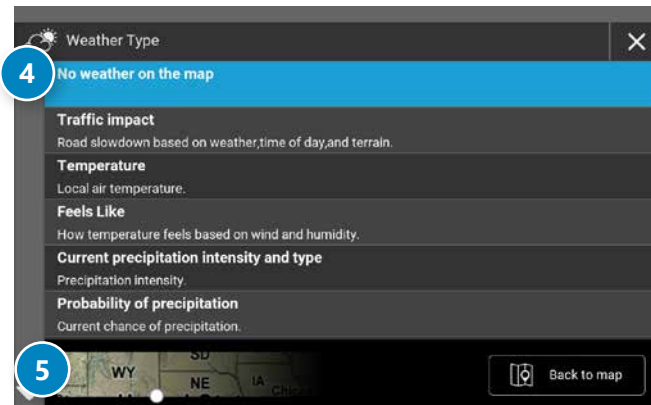 Weather Type
4
No weather on the map
Traffic impact
Road slowdown based on weather,time of day,and terrain.
Temperature
Local air temperature.
Feels Like
How temperature feels based on wind and humidity.
Current precipitation intensity and type
Precipitation intensity.
Probability of precipitation
Current chance of precipitation.
5
SD
WY
NE
IA
Back to map